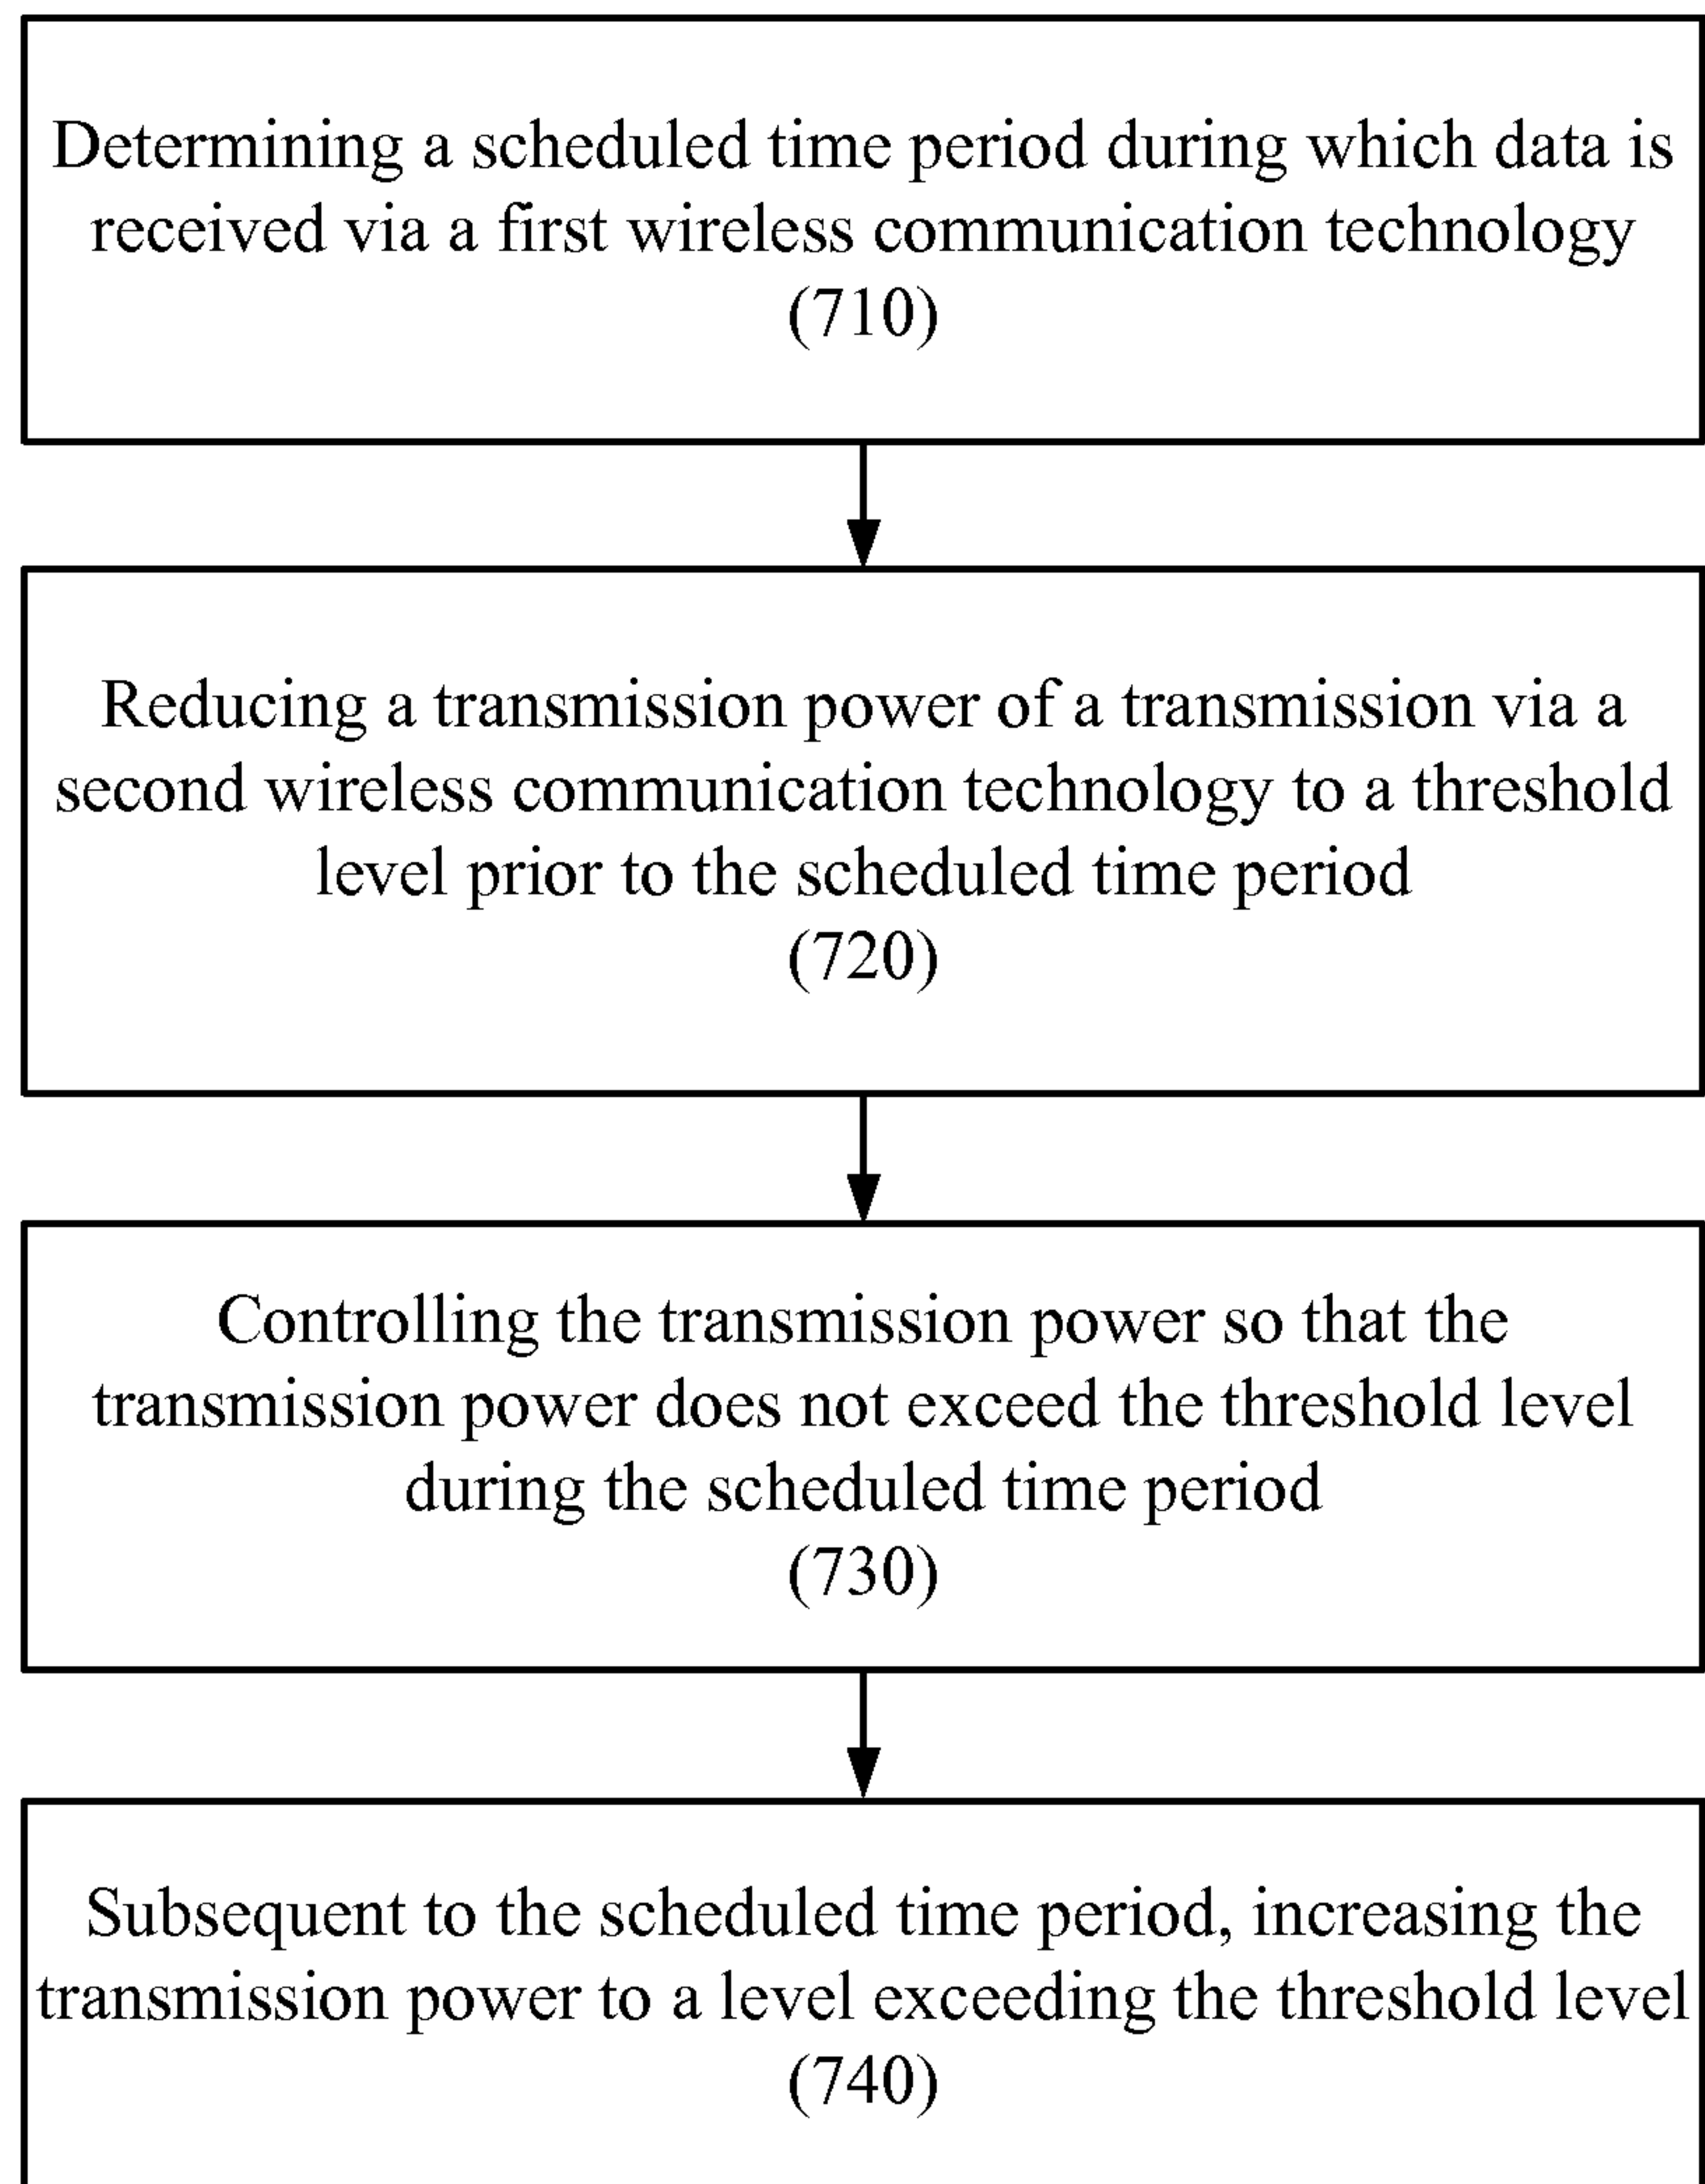 Determining a scheduled time period during which data is
received via a first wireless communication technology
(710)
Reducing a transmission power of a transmission via a
second wireless communication technology to a threshold
level prior to the scheduled time period
(720)
Controlling the transmission power so that the
transmission power does not exceed the threshold level
during the scheduled time period
(730)
Subsequent to the scheduled time period, increasing the
transmission power to a level exceeding the threshold level
(740)